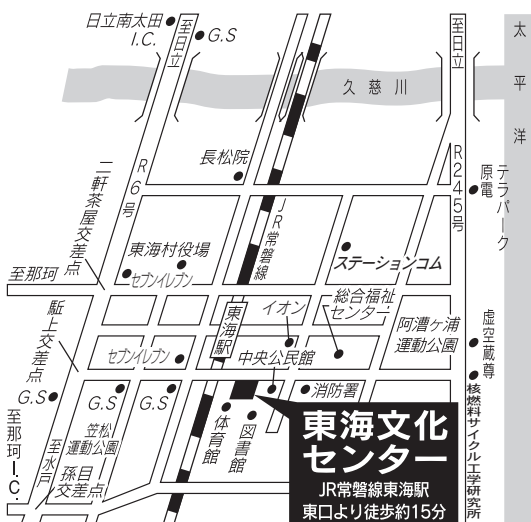 日立南太田
I.C.
至日立
G.S
至日立
太平洋
久慈川
R6号
長松院
R245号
原電
テラパーク
二軒茶屋交差点
JR常磐線
東海村役場
ステーションコム
セブンイレブン
至那珂
東海駅
イオン
総合福祉
センター
阿漕ヶ浦
運動公園
虚空蔵尊
駈上交差点
セブンイレブン
中央公民館
G.S
G.S
G.S
消防署
核燃料サイクル工学研究所
至那珂I.C.
至水戸
笠松
運動公園
孫目
交差点
体育館
図書館
東海文化
センター
JR常磐線東海駅
東口より徒歩約15分